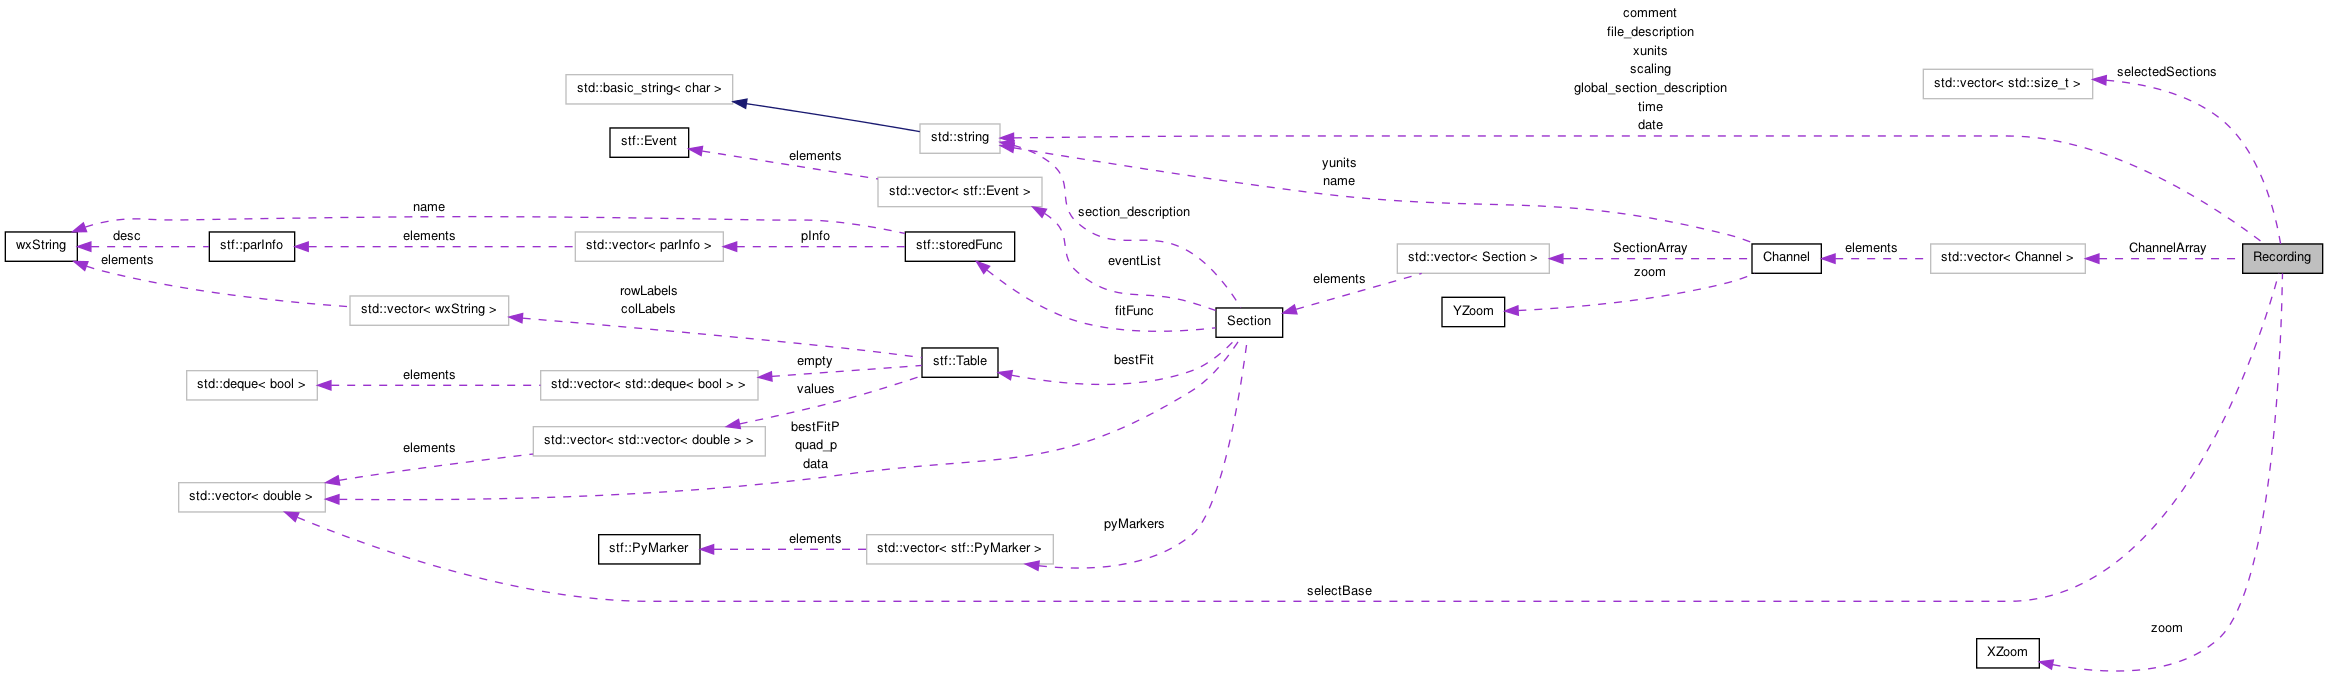 comment
file_description
xunits
scaling
global_section_description
time
date
selectedSections
std::vector< std::size_t >
std::basic_string< char >
std::string
stf::Event
elements
std::vector< stf::Event >
yunits
name
section_description
name
wxString
desc
stf::parInfo
elements
std::vector< parInfo >
pInfo
stf::storedFunc
eventList
std::vector< Section >
SectionArray
Channel
elements
std::vector< Channel >
ChannelArray
Recording
elements
zoom
elements
rowLabels
colLabels
std::vector< wxString >
fitFunc
Section
YZoom
stf::Table
bestFit
empty
elements
std::deque< bool >
std::vector< std::deque< bool > >
values
bestFitP
quad_p
data
std::vector< std::vector< double > >
elements
std::vector< double >
pyMarkers
stf::PyMarker
elements
std::vector< stf::PyMarker >
selectBase
zoom
XZoom